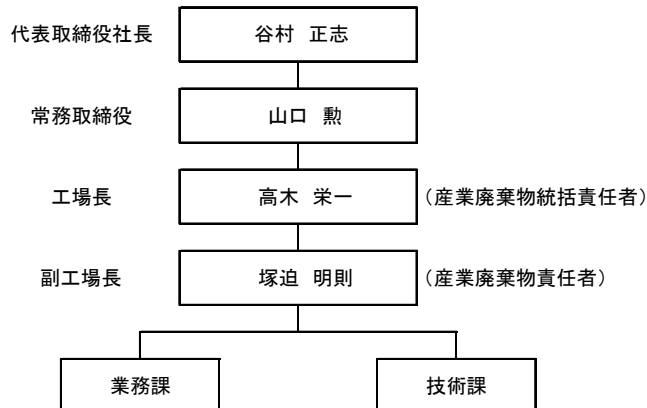 代表取締役社長 谷村 正志
常務取締役 山口 勲
工場長 高木 栄一 (産業廃棄物統括責任者)
副工場長 塚迫 明則 (産業廃棄物責任者)
業務課 技術課